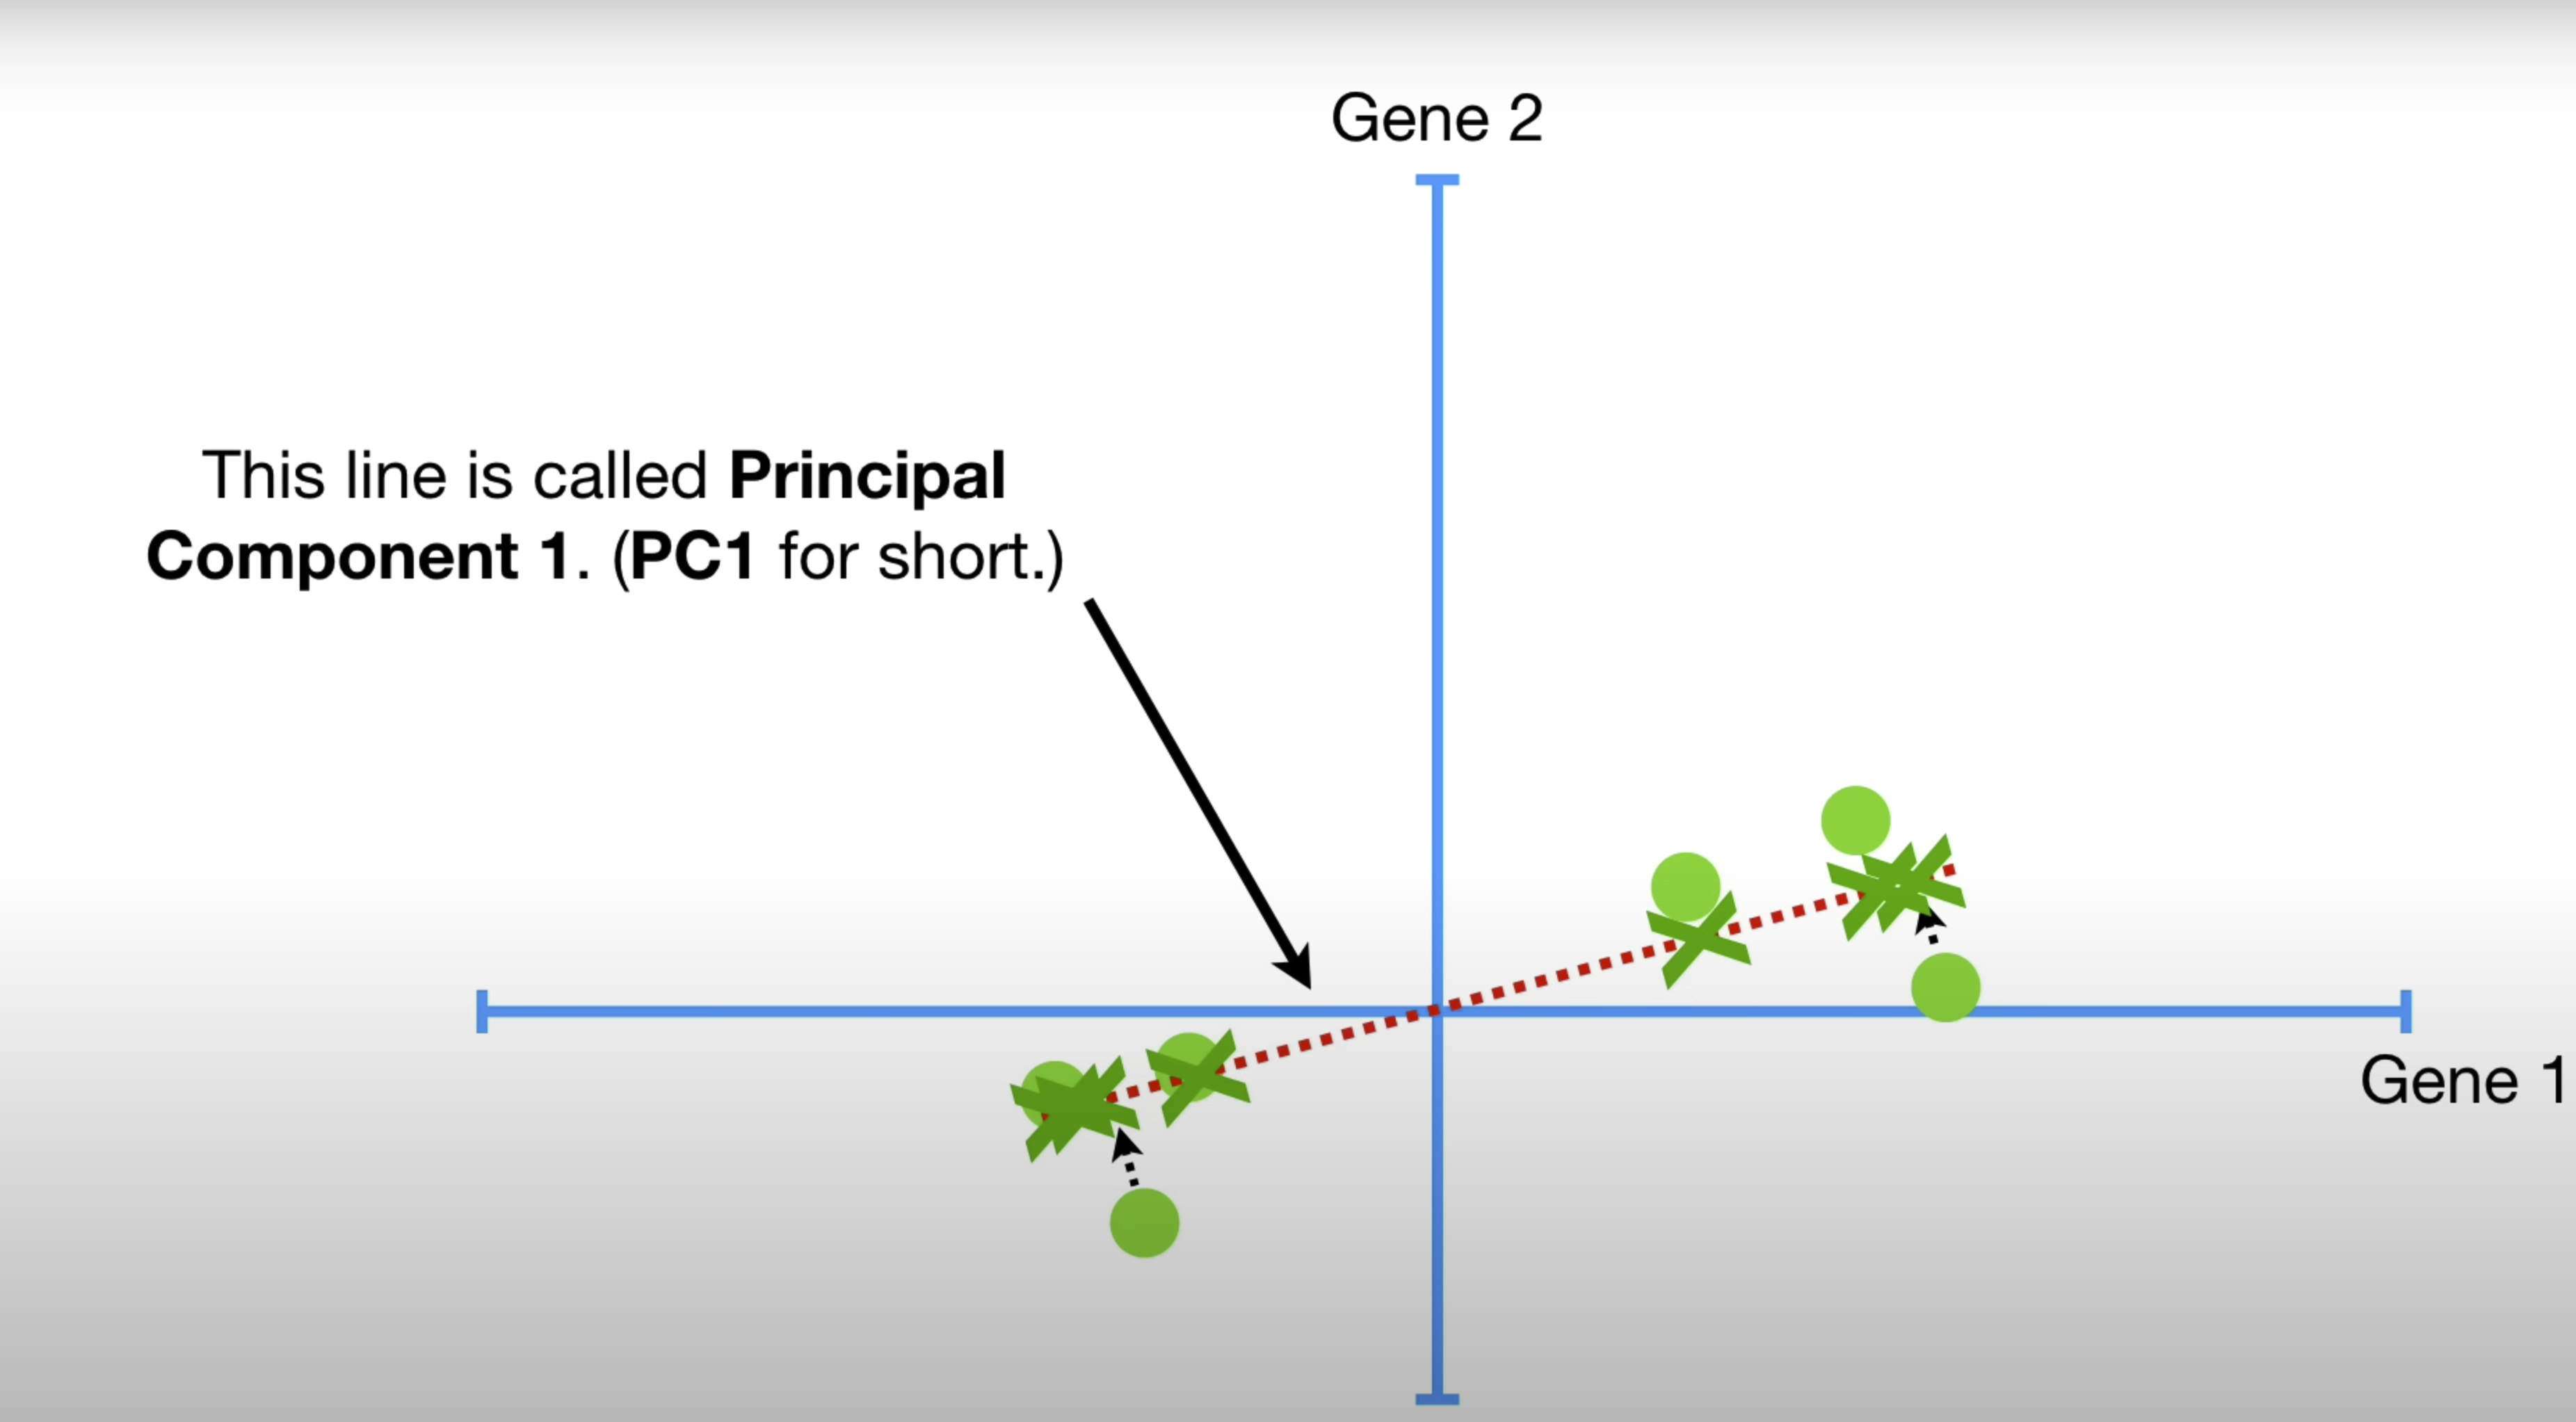 Gene 2
This line is called Principal
Component 1. (PC1 for short.)
Gene 1